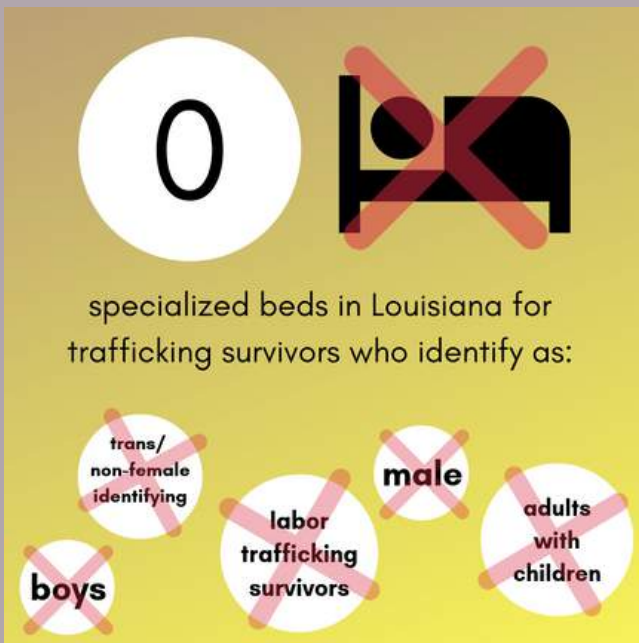 0
specialized beds in Louisiana for
trafficking survivors who identify as:
trans/
non-female
identifying
male
labor
trafficking
survivors
adults
with
children
boys